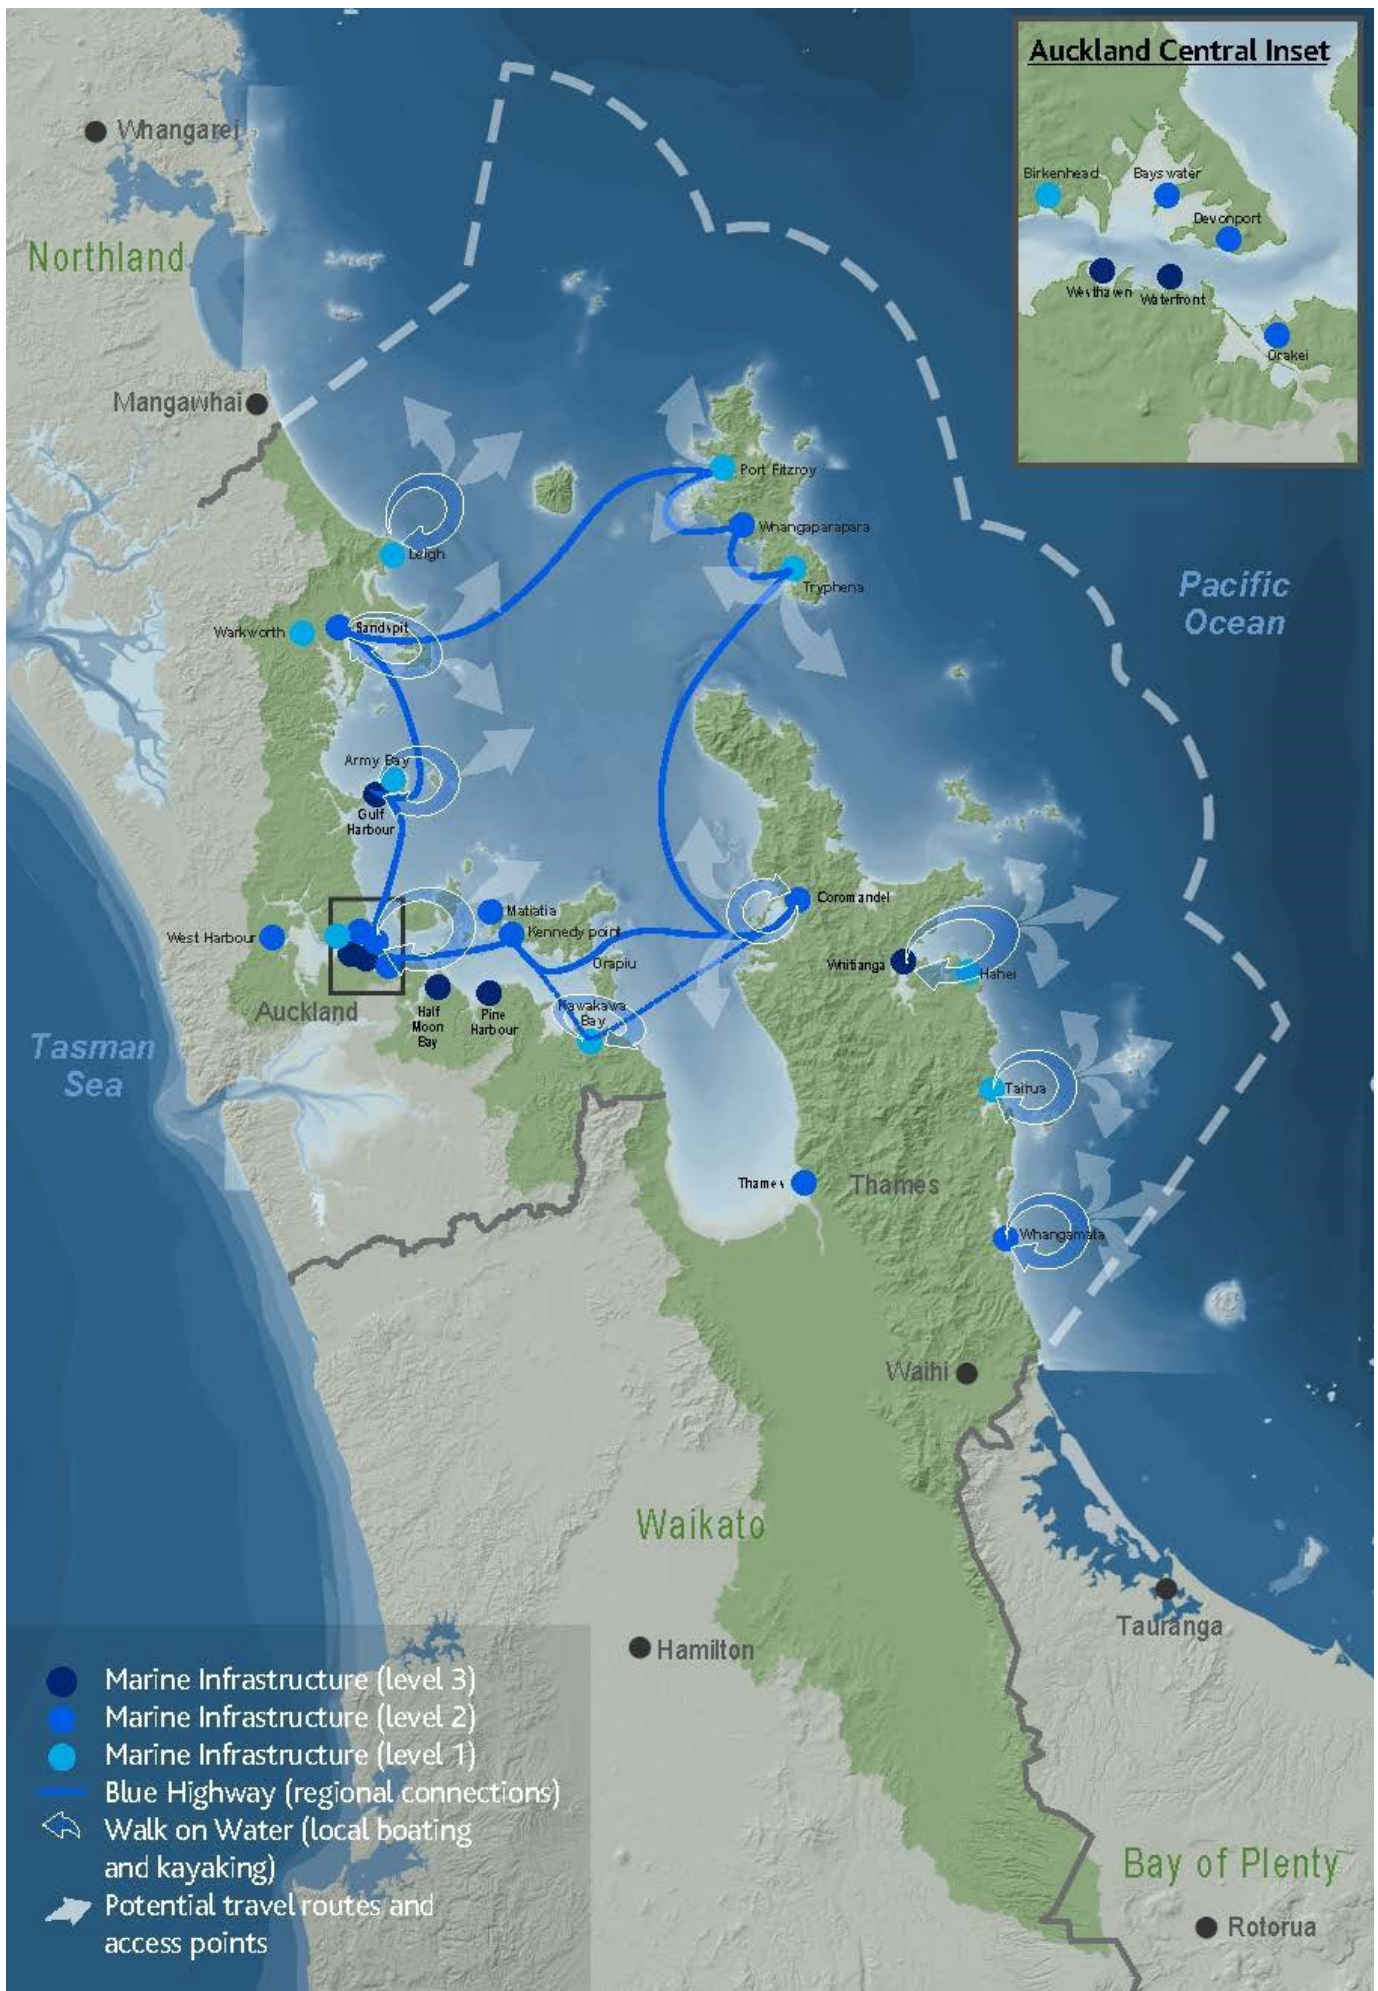 Auckland Central Inset
Birkenhead
Bayswater
Devonport
Westhaven
Waterfront
Orakei
Whangarei
Northland
Mangawhai
Port Fitzroy
Whangaparapara
Tryphena
Leigh
Pacific
Ocean
Warkworth
Sandspit
Army Bay
Gulf
Harbour
West Harbour
Matiatia
Kennedy point
Orapiu
Coromandel
Whitianga
Hahei
Auckland
Half
Moon
Bay
Pine
Harbour
Kawakawa
Bay
Tasman
Sea
Tairua
Thames
Thames
Whangamata
Waihi
Waikato
Tauranga
Hamilton
Bay of Plenty
Rotorua
Marine Infrastructure (level 3)
Marine Infrastructure (level 2)
Marine Infrastructure (level 1)
Blue Highway (regional connections)
Walk on Water (local boating
and kayaking)
Potential travel routes and
access points